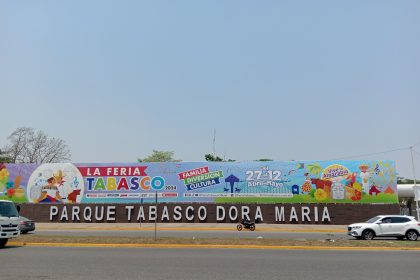 LA FERIA
TABASCO
2024
FAMILIA
DIVERSIÓN
CULTURA
27 12
Abril Mayo
PARQUE TABASCO DORA MARIA